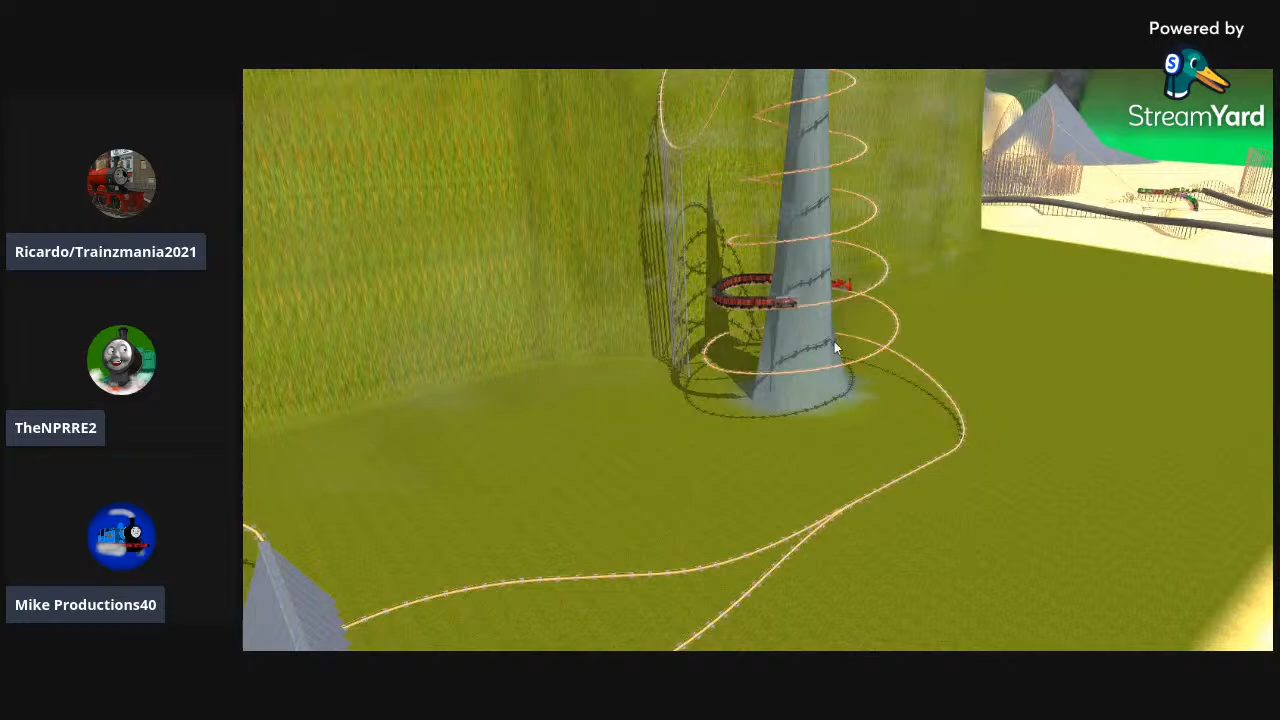 Powered by
StreamYard
Ricardo/Trainzmania2021
TheNPRRE2
Mike Productions40